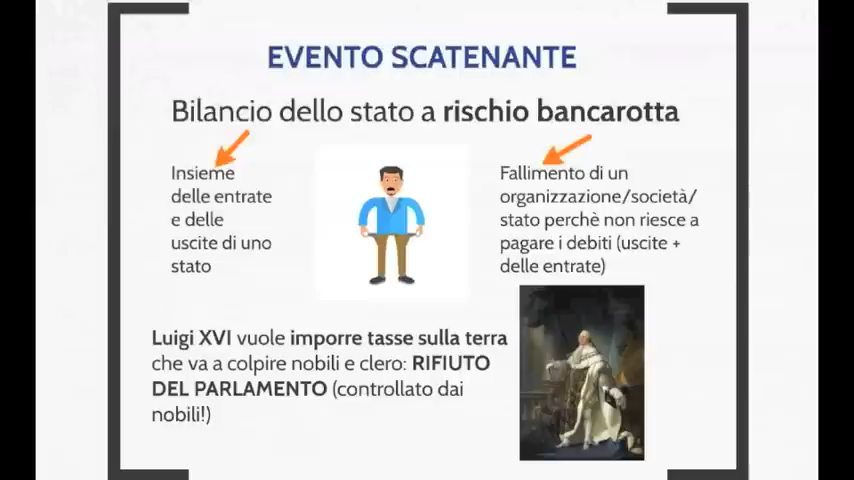 EVENTO SCATENANTE
Bilancio dello stato a rischio bancarotta
Insieme
delle entrate
e delle
uscite di uno
stato
Fallimento di un
organizzazione/società/
stato perchè non riesce a
pagare i debiti (uscite +
delle entrate)
Luigi XVI vuole imporre tasse sulla terra
che va a colpire nobili e clero: RIFIUTO
DEL PARLAMENTO (controllato dai
nobili!)